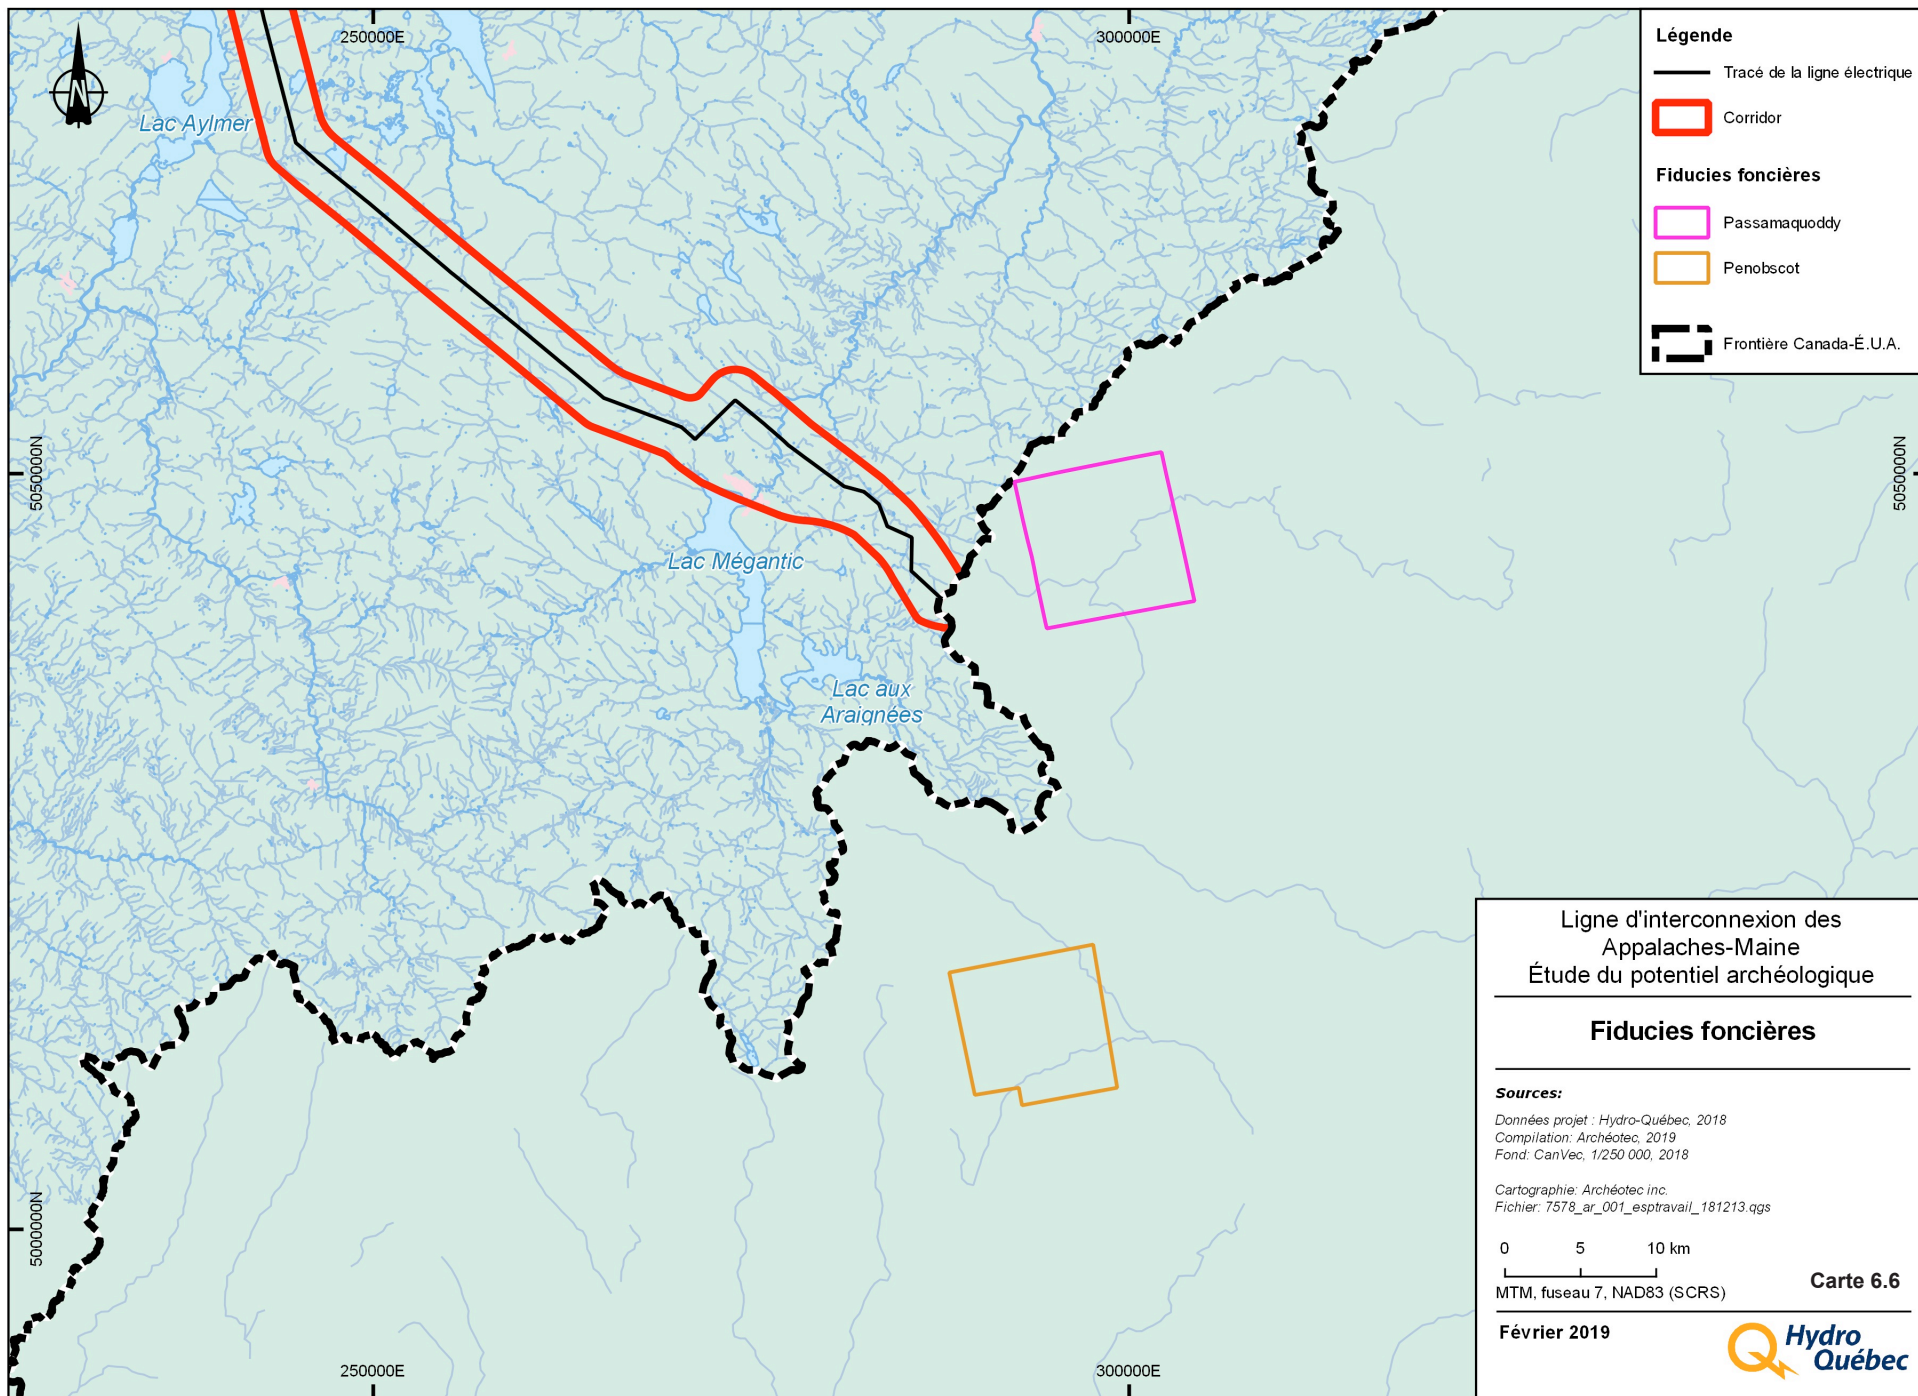 250000E
300000E
N
Lac Aylmer
5050000N
5050000N
Lac Mégantic
Lac aux
Araignées
5000000N
250000E
300000E
Légende
Tracé de la ligne électrique
Corridor
Fiducies foncières
Passamaquoddy
Penobscot
Frontière Canada-É.U.A.
Ligne d'interconnexion des
Appalaches-Maine
Étude du potentiel archéologique
Fiducies foncières
Sources:
Données projet : Hydro-Québec, 2018
Compilation: Archéotec, 2019
Fond: CanVec, 1/250 000, 2018
Cartographie: Archéotec inc.
Fichier: 7578_ar_001_esptravail_181213.qgs
0 5 10 km
MTM, fuseau 7, NAD83 (SCRS)
Carte 6.6
Février 2019
Hydro
Québec